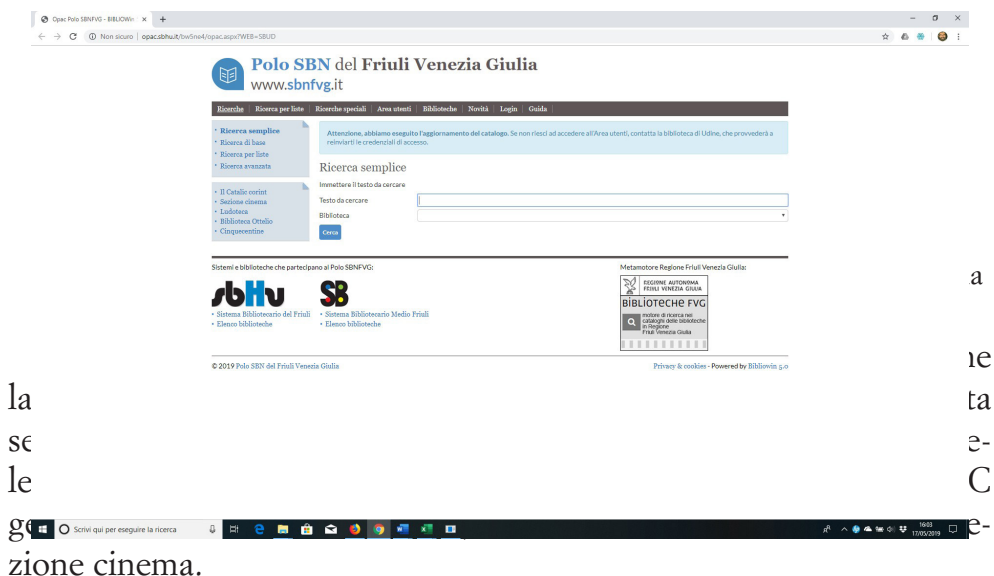 Opac Polo SBNFVG - BIBLIOWin
Non sicuro | opac.sbhu.it/bw5ne4/opac.aspx?WEB=SBUD
Polo SBN del Friuli Venezia Giulia
www.sbnfvg.it
Ricerche | Ricerca per liste | Ricerche speciali | Area utenti | Biblioteche | Novità | Login | Guida
Ricerca semplice
Ricerca di base
Ricerca per liste
Ricerca avanzata
Il Catalic corint
Sezione cinema
Ludoteca
Biblioteca Ottelio
Cinquecentine
Attenzione, abbiamo eseguito l'aggiornamento del catalogo. Se non riesci ad accedere all'Area utenti, contatta la biblioteca di Udine, che provvederà a
reinviarti le credenziali di accesso.
Ricerca semplice
Immettere il testo da cercare
Testo da cercare
Biblioteca
Cerca
Sistemi e biblioteche che partecipano al Polo SBNFVG:
sbHu
Sistema Bibliotecario del Friuli
Elenco biblioteche
SB
Sistema Bibliotecario Medio Friuli
Elenco biblioteche
Metamotore Regione Friuli Venezia Giulia:
REGIONE AUTONOMA
FRIULI VENEZIA GIULIA
BIBLIOTECHE FVG
motore di ricerca nei
cataloghi delle biblioteche
in Regione
Friuli Venezia Giulia
© 2019 Polo SBN del Friuli Venezia Giulia
Privacy & cookies - Powered by Bibliowin 5.0
a
ne
la
ta
se
e-
le
C
ge
e-
Scrivi qui per eseguire la ricerca
16:03
17/05/2019
zione cinema.